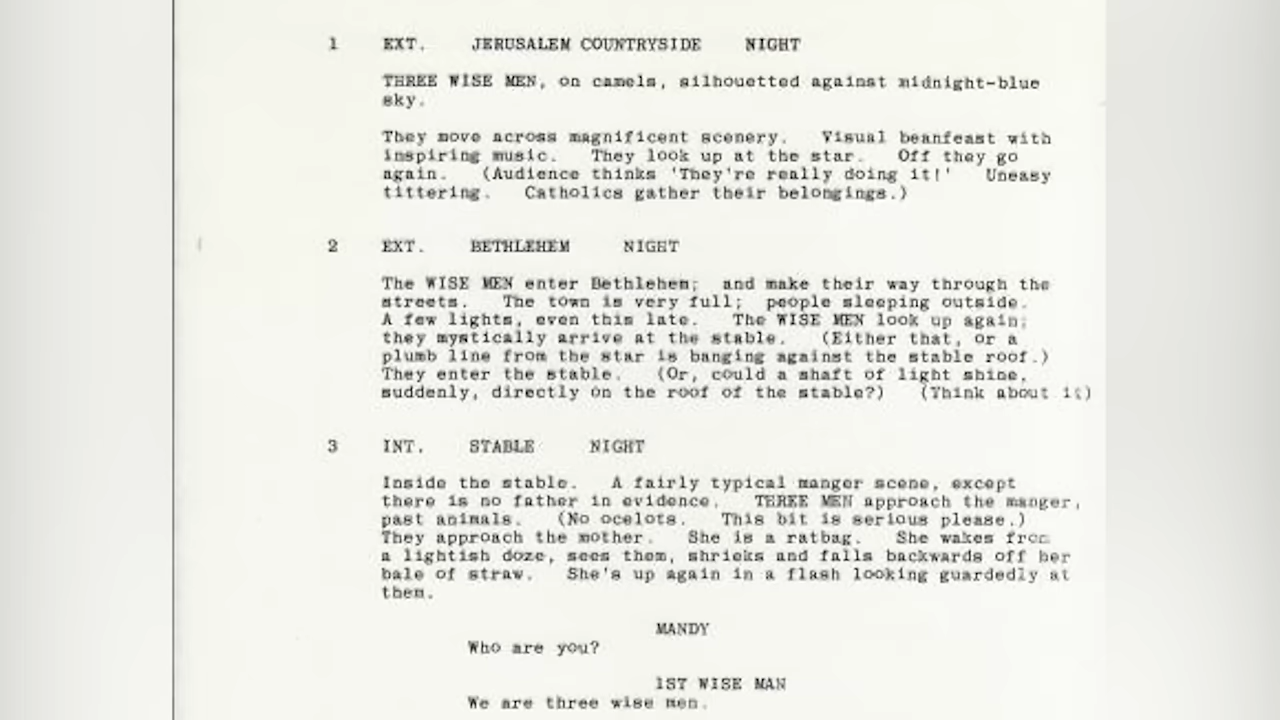 1 EXT. JERUSALEM COUNTRYSIDE NIGHT
THREE WISE MEN, on camels, silhouetted against midnight-blue
sky.
They move across magnificent scenery. Visual beanfeast with
inspiring music. They look up at the star. Off they go
again. (Audience thinks 'They're really doing it!' Uneasy
tittering. Catholics gather their belongings.)
2 EXT. BETHLEHEM NIGHT
The WISE MEN enter Bethlehem; and make their way through the
streets. The town is very full; people sleeping outside.
A few lights, even this late. The WISE MEN look up again;
they mystically arrive at the stable. (Either that, or a
plumb line from the star is banging against the stable roof.)
They enter the stable. (Or, could a shaft of light shine,
suddenly, directly on the roof of the stable?) (Think about it)
3 INT. STABLE NIGHT
Inside the stable. A fairly typical manger scene, except
there is no father in evidence. THREE MEN approach the manger,
past animals. (No ocelots. This bit is serious please.)
They approach the mother. She is a ratbag. She wakes from
a lightish doze, sees them, shrieks and falls backwards off her
bale of straw. She's up again in a flash looking guardedly at
them.
MANDY
Who are you?
1ST WISE MAN
We are three wise men.